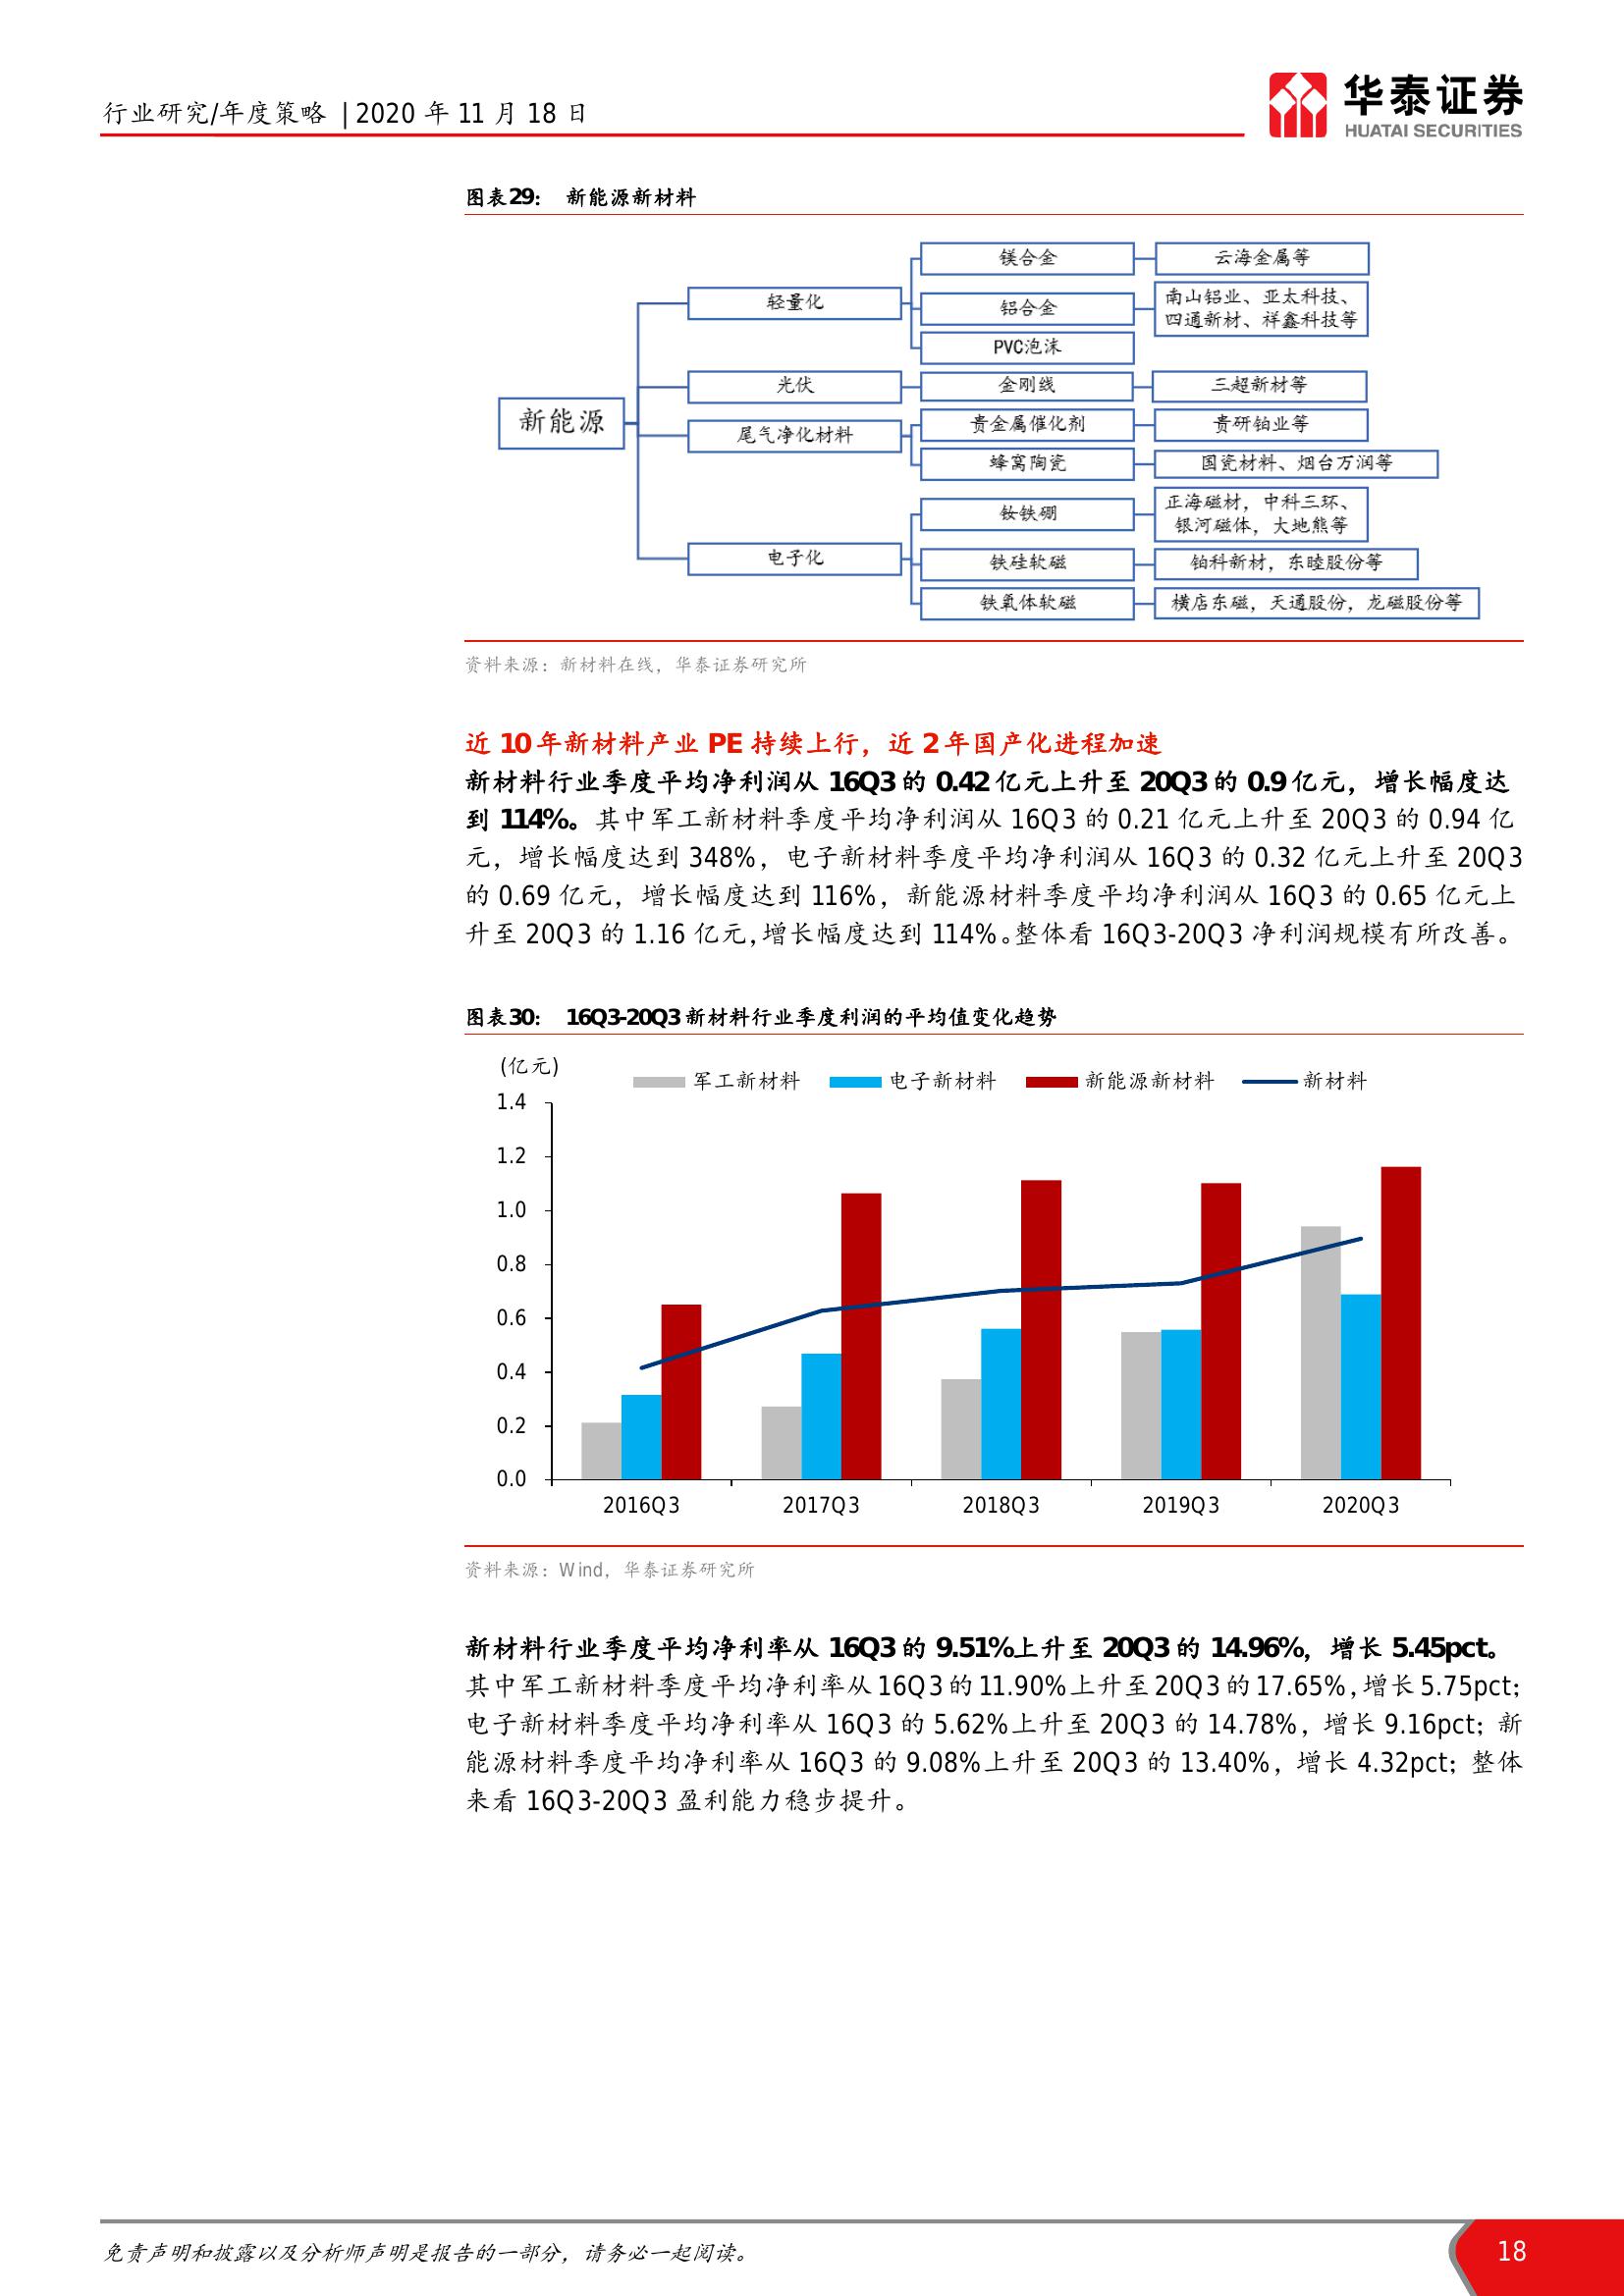 行业研究/年度策略 | 2020 年 11 月 18 日
华泰证券
HUATAI SECURITIES
图表29： 新能源新材料
新能源
轻量化
镁合金
云海金属等
铝合金
南山铝业、亚太科技、
四通新材、祥鑫科技等
PVC泡沫
光伏
金刚线
三超新材等
尾气净化材料
贵金属催化剂
贵研铂业等
蜂窝陶瓷
国瓷材料、烟台万润等
电子化
钕铁硼
正海磁材，中科三环、
银河磁体，大地熊等
铁硅软磁
铂科新材，东睦股份等
铁氧体软磁
横店东磁，天通股份，龙磁股份等
资料来源：新材料在线，华泰证券研究所
近 10 年新材料产业 PE 持续上行，近 2 年国产化进程加速
新材料行业季度平均净利润从 16Q3 的 0.42 亿元上升至 20Q3 的 0.9 亿元，增长幅度达
到 114%。其中军工新材料季度平均净利润从 16Q3 的 0.21 亿元上升至 20Q3 的 0.94 亿
元，增长幅度达到 348%，电子新材料季度平均净利润从 16Q3 的 0.32 亿元上升至 20Q3
的 0.69 亿元，增长幅度达到 116%，新能源材料季度平均净利润从 16Q3 的 0.65 亿元上
升至 20Q3 的 1.16 亿元，增长幅度达到 114%。整体看 16Q3-20Q3 净利润规模有所改善。
图表30： 16Q3-20Q3 新材料行业季度利润的平均值变化趋势
(亿元)
军工新材料 电子新材料 新能源新材料 新材料
1.4
1.2
1.0
0.8
0.6
0.4
0.2
0.0
2016Q3 2017Q3 2018Q3 2019Q3 2020Q3
资料来源：Wind，华泰证券研究所
新材料行业季度平均净利率从 16Q3 的 9.51%上升至 20Q3 的 14.96%，增长 5.45pct。
其中军工新材料季度平均净利率从 16Q3 的 11.90%上升至 20Q3 的 17.65%，增长 5.75pct；
电子新材料季度平均净利率从 16Q3 的 5.62%上升至 20Q3 的 14.78%，增长 9.16pct；新
能源材料季度平均净利率从 16Q3 的 9.08%上升至 20Q3 的 13.40%，增长 4.32pct；整体
来看 16Q3-20Q3 盈利能力稳步提升。
免责声明和披露以及分析师声明是报告的一部分，请务必一起阅读。
18